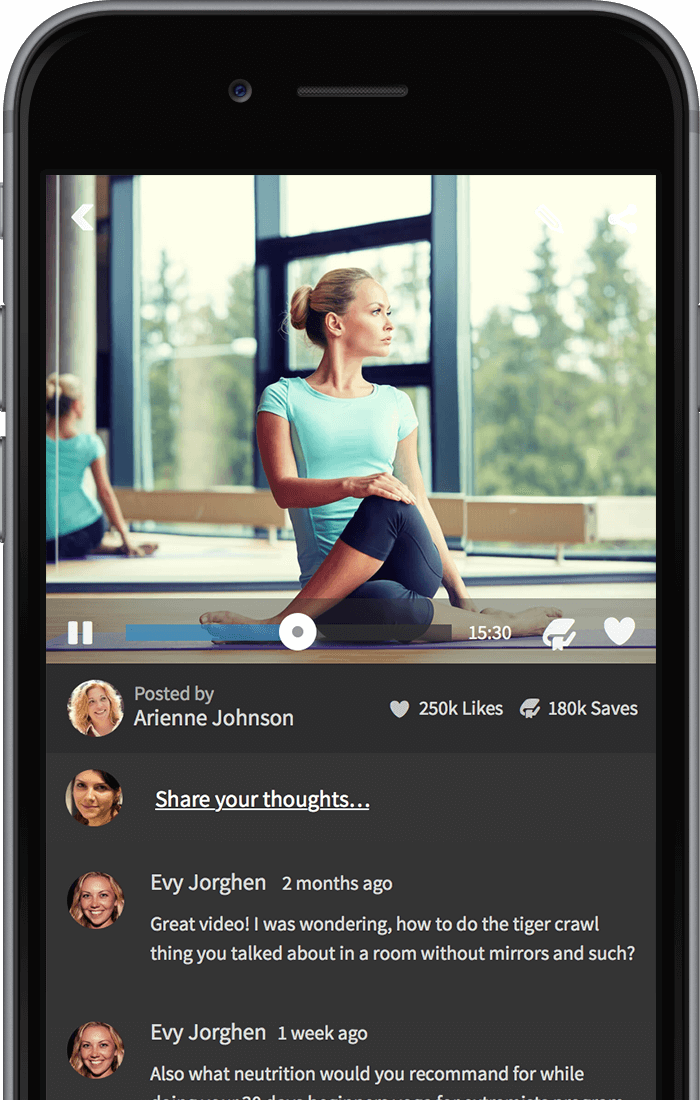 15:30
Posted by
Arienne Johnson
250k Likes
180k Saves
Share your thoughts...
Evy Jorghen 2 months ago
Great video! I was wondering, how to do the tiger crawl
thing you talked about in a room without mirrors and such?
Evy Jorghen 1 week ago
Also what neutrition would you recommand for while